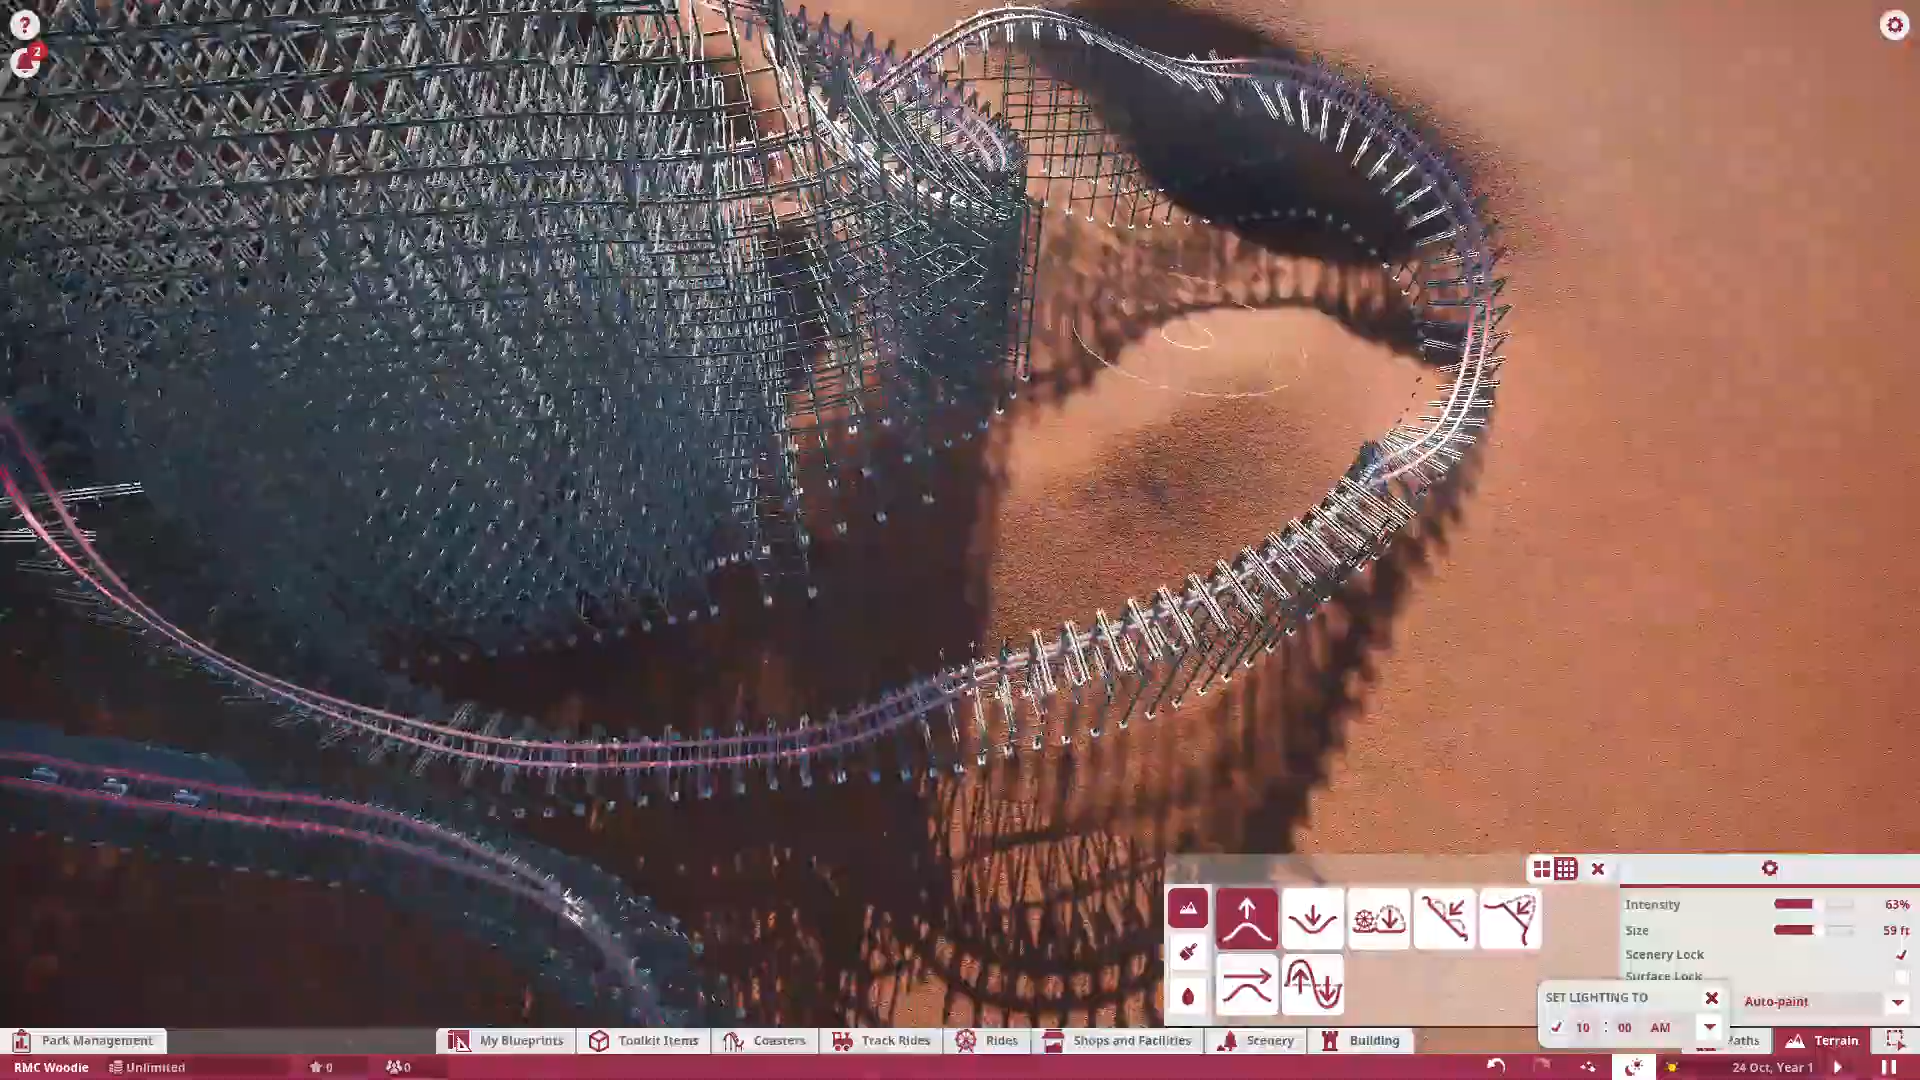 2
Intensity 63%
Size 59 ft
Scenery Lock
Surface Lock
SET LIGHTING TO
Auto-paint
10 : 00 AM
Park Management
My Blueprints
Toolkit Items
Coasters
Track Rides
Rides
Shops and Facilities
Scenery
Building
Paths
Terrain
RMC Woodie
Unlimited
0
0
24 Oct, Year 1